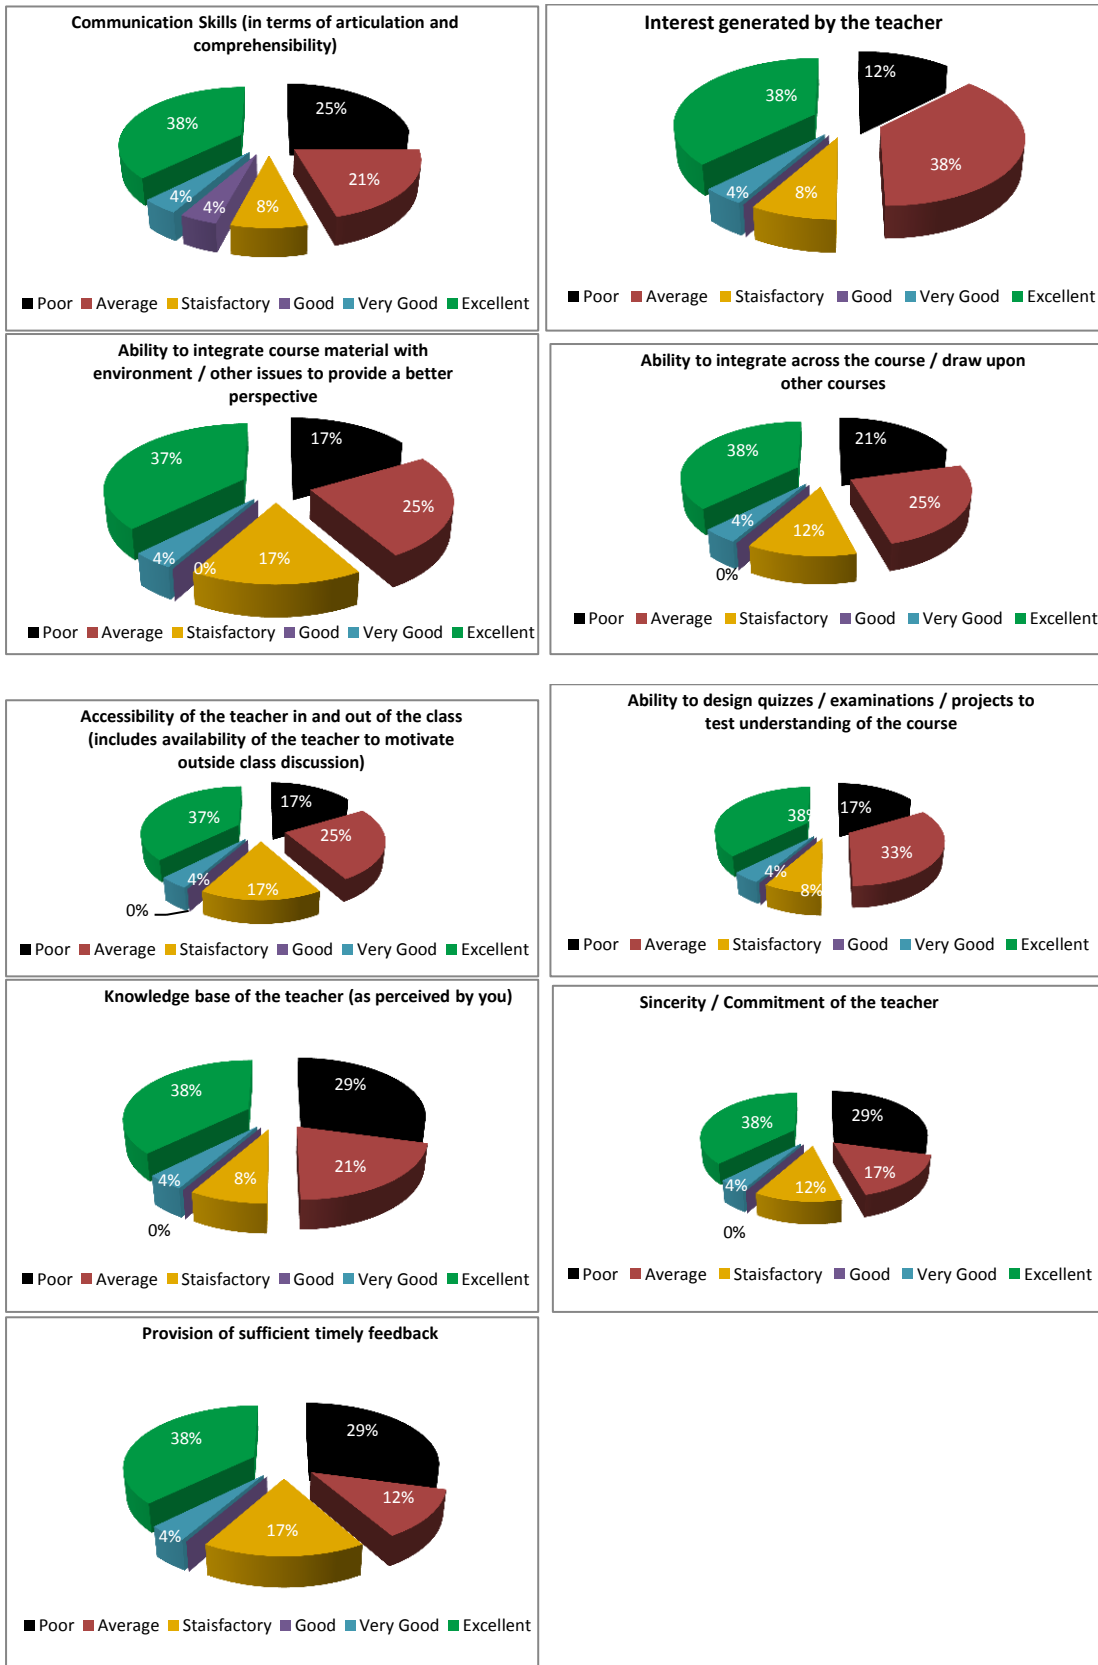 Communication Skills (in terms of articulation and
comprehensibility)
25%
21%
8%
4%
4%
38%
Poor Average Staisfactory Good Very Good Excellent
Interest generated by the teacher
12%
38%
8%
4%
38%
Poor Average Staisfactory Good Very Good Excellent
Ability to integrate course material with
environment / other issues to provide a better
perspective
17%
25%
17%
0%
4%
37%
Poor Average Staisfactory Good Very Good Excellent
Ability to integrate across the course / draw upon
other courses
21%
25%
12%
0%
4%
38%
Poor Average Staisfactory Good Very Good Excellent
Accessibility of the teacher in and out of the class
(includes availability of the teacher to motivate
outside class discussion)
17%
25%
17%
0%
4%
37%
Poor Average Staisfactory Good Very Good Excellent
Ability to design quizzes / examinations / projects to
test understanding of the course
17%
33%
8%
4%
38%
Poor Average Staisfactory Good Very Good Excellent
Knowledge base of the teacher (as perceived by you)
29%
21%
8%
0%
4%
38%
Poor Average Staisfactory Good Very Good Excellent
Sincerity / Commitment of the teacher
29%
17%
12%
0%
4%
38%
Poor Average Staisfactory Good Very Good Excellent
Provision of sufficient timely feedback
29%
12%
17%
4%
38%
Poor Average Staisfactory Good Very Good Excellent